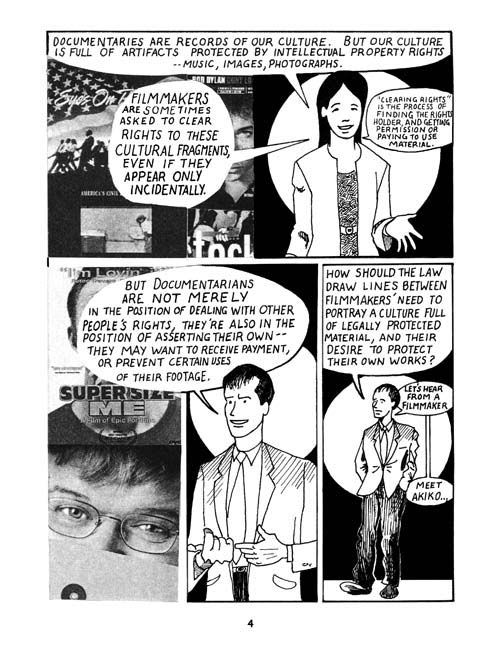 DOCUMENTARIES ARE RECORDS OF OUR CULTURE. BUT OUR CULTURE
IS FULL OF ARTIFACTS PROTECTED BY INTELLECTUAL PROPERTY RIGHTS
--MUSIC, IMAGES, PHOTOGRAPHS.
BOB DYLAN
FILMMAKERS
ARE SOMETIMES
ASKED TO CLEAR
RIGHTS TO THESE
CULTURAL FRAGMENTS,
EVEN IF THEY
APPEAR ONLY
INCIDENTALLY.
"CLEARING RIGHTS"
IS THE PROCESS OF
FINDING THE RIGHTS
HOLDER, AND GETTING
PERMISSION OR
PAYING TO USE
MATERIAL.
"I'm Lovin' it"
BUT DOCUMENTARIANS
ARE NOT MERELY
IN THE POSITION OF DEALING WITH OTHER
PEOPLE'S RIGHTS, THEY'RE ALSO IN THE
POSITION OF ASSERTING THEIR OWN--
THEY MAY WANT TO RECEIVE PAYMENT,
OR PREVENT CERTAIN USES
OF THEIR FOOTAGE.
SUPER SIZE
ME
A Film of Epic Portions
HOW SHOULD THE LAW
DRAW LINES BETWEEN
FILMMAKERS' NEED TO
PORTRAY A CULTURE FULL
OF LEGALLY PROTECTED
MATERIAL, AND THEIR
DESIRE TO PROTECT
THEIR OWN WORKS?
LET'S HEAR
FROM A
FILMMAKER
MEET
AKIKO...
4